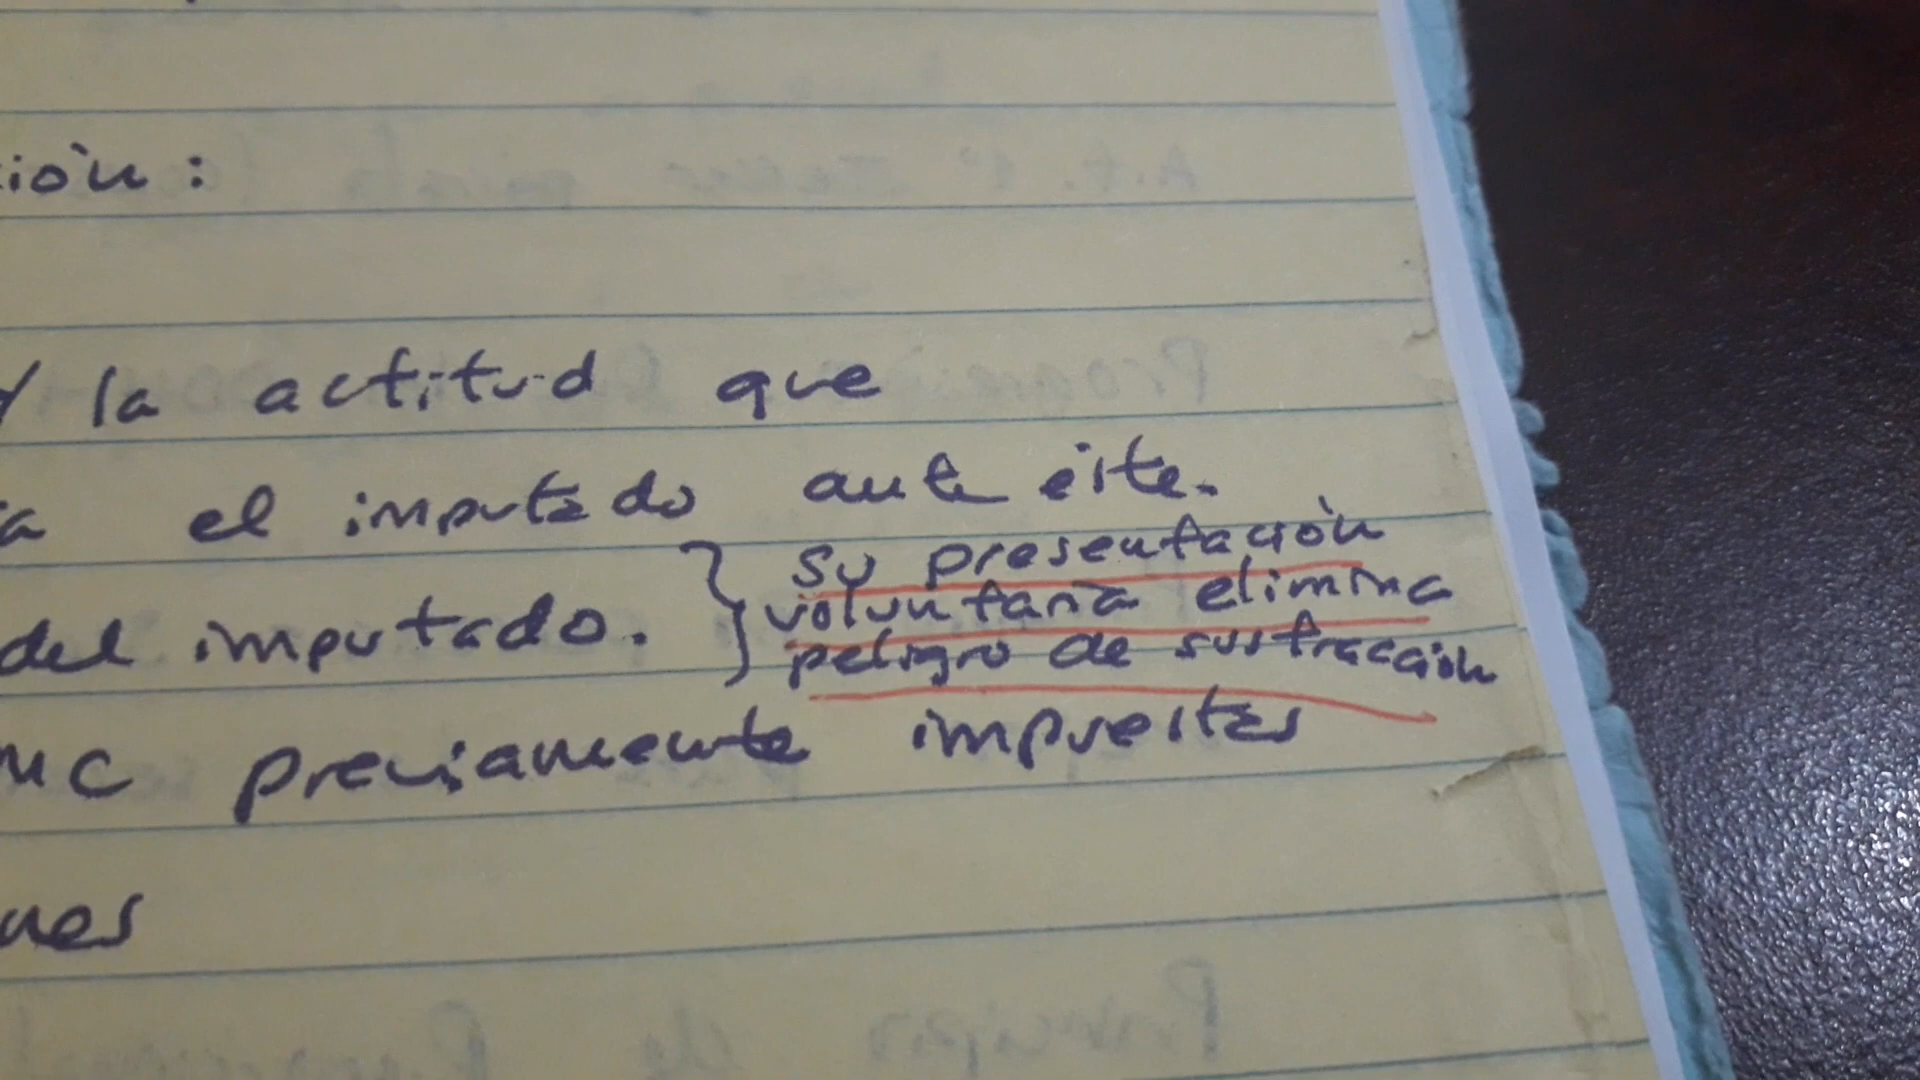 ción:
y la actitud que
a el imputado ante éste.
del imputado. } su presentación
voluntaria elimina
peligro de sustracción
MC previamente impuestas
nes